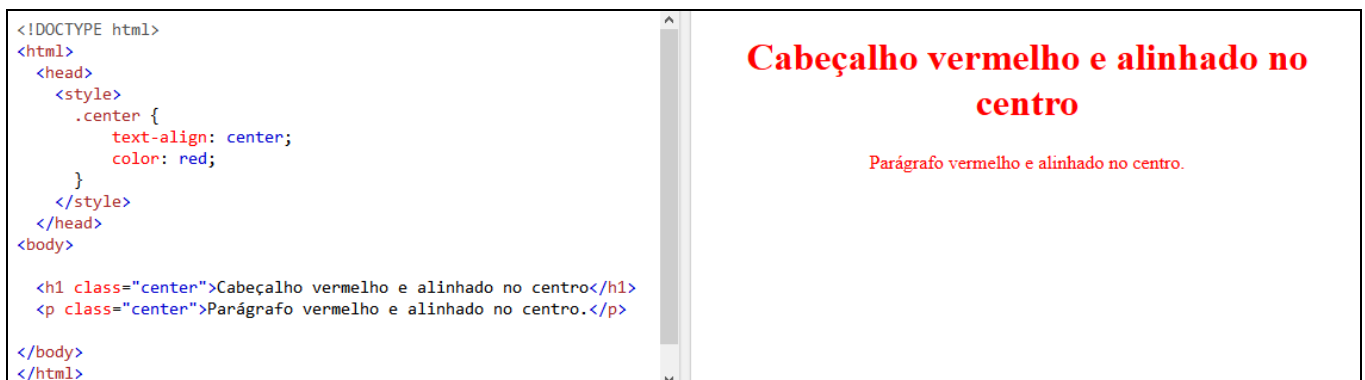 <!DOCTYPE html>
<html>
<head>
<style>
.center {
text-align: center;
color: red;
}
</style>
</head>
<body>
<h1 class="center">Cabeçalho vermelho e alinhado no centro</h1>
<p class="center">Parágrafo vermelho e alinhado no centro.</p>
</body>
</html>
Cabeçalho vermelho e alinhado no
centro
Parágrafo vermelho e alinhado no centro.